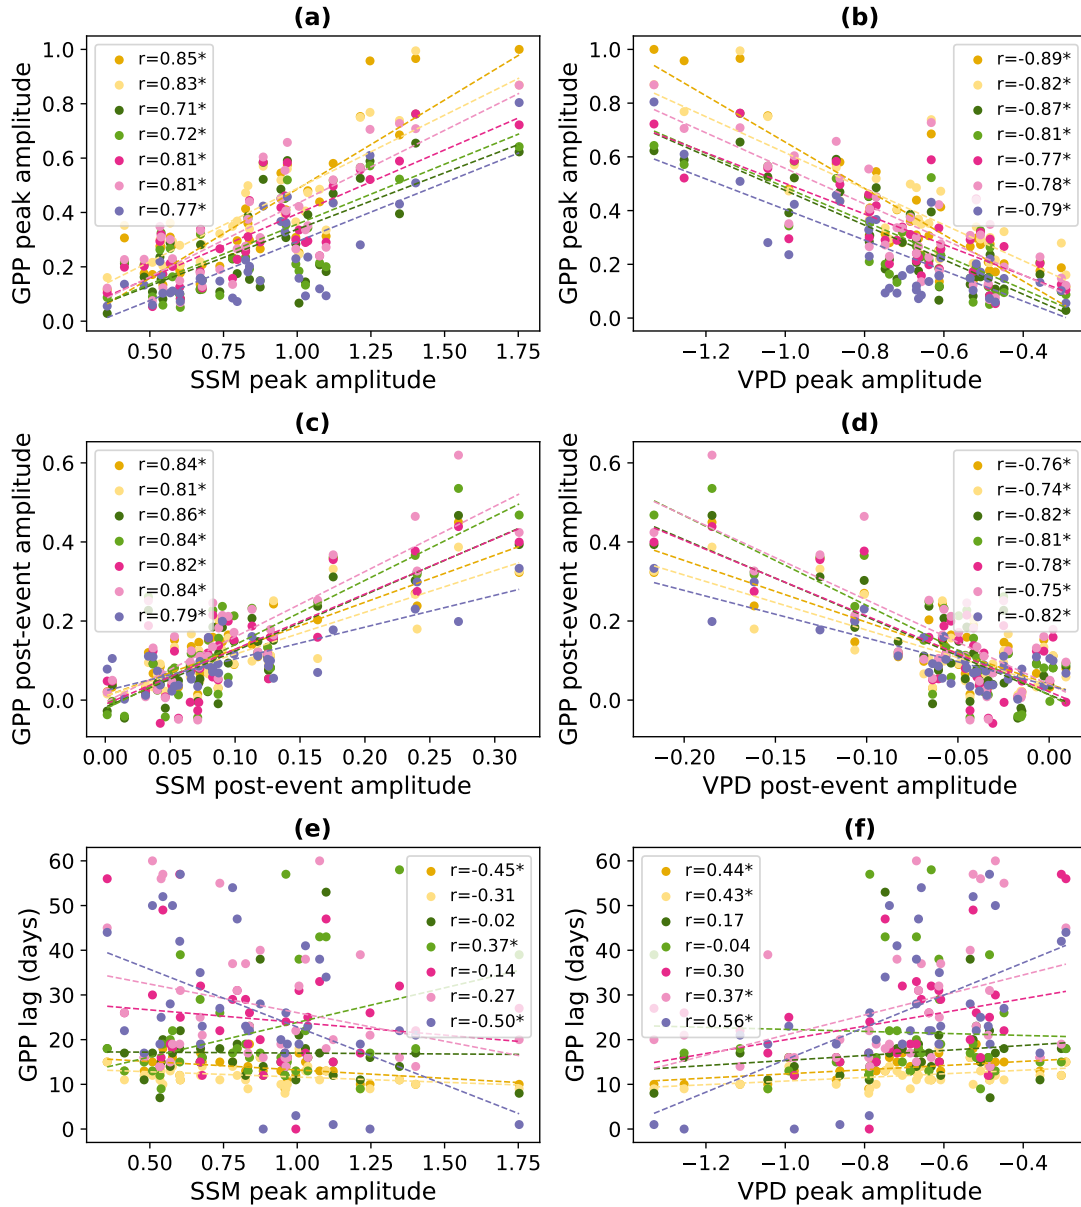 (a)
1.0
0.8
0.6
0.4
0.2
0.0
GPP peak amplitude
r=0.85*
r=0.83*
r=0.71*
r=0.72*
r=0.81*
r=0.81*
r=0.77*
0.50 0.75 1.00 1.25 1.50 1.75
SSM peak amplitude
(b)
1.0
0.8
0.6
0.4
0.2
0.0
GPP peak amplitude
r=-0.89*
r=-0.82*
r=-0.87*
r=-0.81*
r=-0.77*
r=-0.78*
r=-0.79*
−1.2 −1.0 −0.8 −0.6 −0.4
VPD peak amplitude
(c)
0.6
0.4
0.2
0.0
GPP post-event amplitude
r=0.84*
r=0.81*
r=0.86*
r=0.84*
r=0.82*
r=0.84*
r=0.79*
0.00 0.05 0.10 0.15 0.20 0.25 0.30
SSM post-event amplitude
(d)
0.6
0.4
0.2
0.0
GPP post-event amplitude
r=-0.76*
r=-0.74*
r=-0.82*
r=-0.81*
r=-0.78*
r=-0.75*
r=-0.82*
−0.20 −0.15 −0.10 −0.05 0.00
VPD post-event amplitude
(e)
60
50
40
30
20
10
0
GPP lag (days)
r=-0.45*
r=-0.31
r=-0.02
r=0.37*
r=-0.14
r=-0.27
r=-0.50*
0.50 0.75 1.00 1.25 1.50 1.75
SSM peak amplitude
(f)
60
50
40
30
20
10
0
GPP lag (days)
r=0.44*
r=0.43*
r=0.17
r=-0.04
r=0.30
r=0.37*
r=0.56*
−1.2 −1.0 −0.8 −0.6 −0.4
VPD peak amplitude